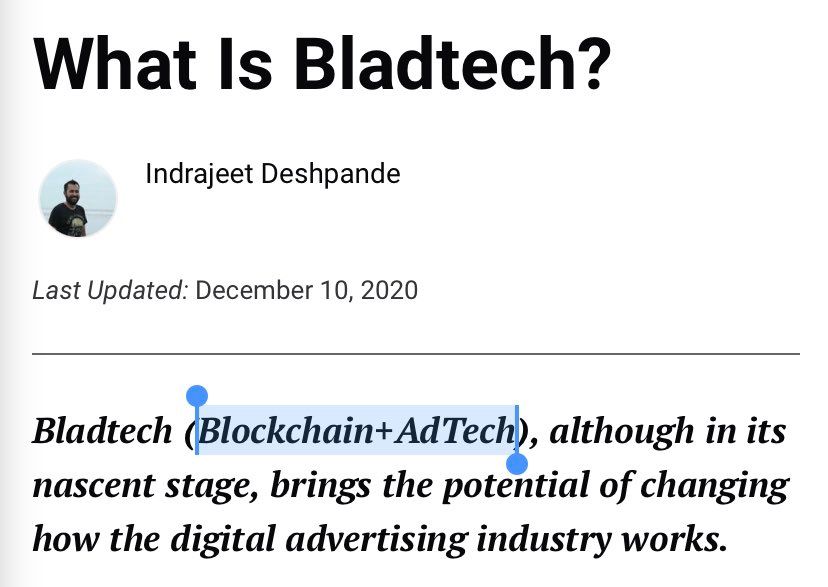 What Is Bladtech?
Indrajeet Deshpande
Last Updated: December 10, 2020
Bladtech (Blockchain+AdTech), although in its
nascent stage, brings the potential of changing
how the digital advertising industry works.